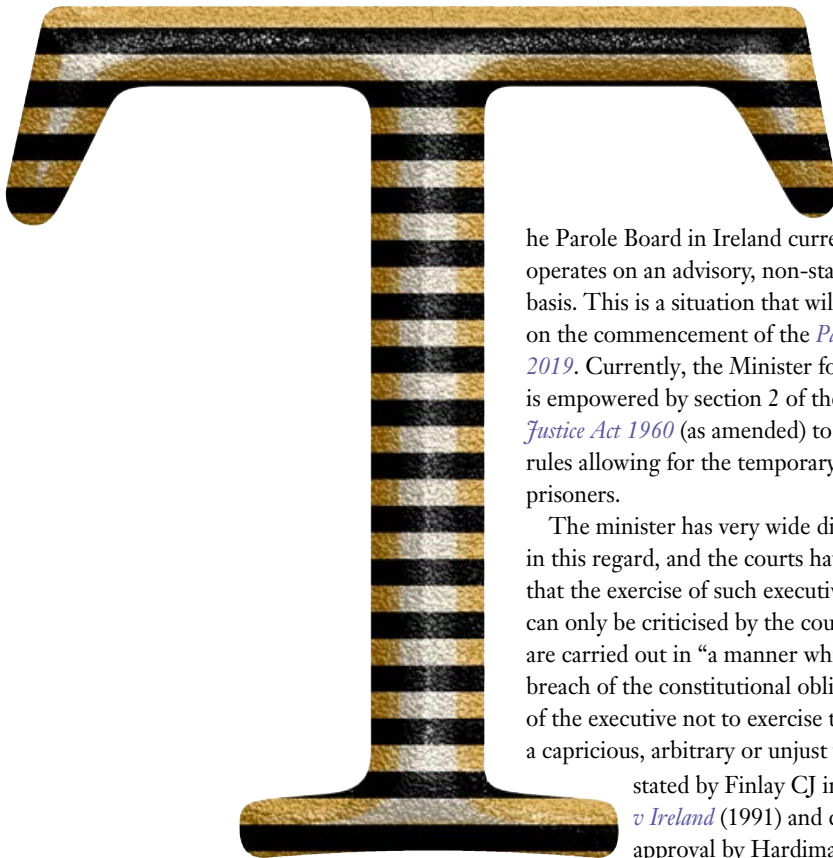 T
he Parole Board in Ireland curre
operates on an advisory, non-sta
basis. This is a situation that wil
on the commencement of the Pa
2019. Currently, the Minister fo
is empowered by section 2 of the
Justice Act 1960 (as amended) to
rules allowing for the temporary
prisoners.
The minister has very wide di
in this regard, and the courts hav
that the exercise of such executiv
can only be criticised by the cou
are carried out in “a manner wh
breach of the constitutional obli
of the executive not to exercise t
a capricious, arbitrary or unjust
stated by Finlay CJ in
v Ireland (1991) and c
approval by Hardima